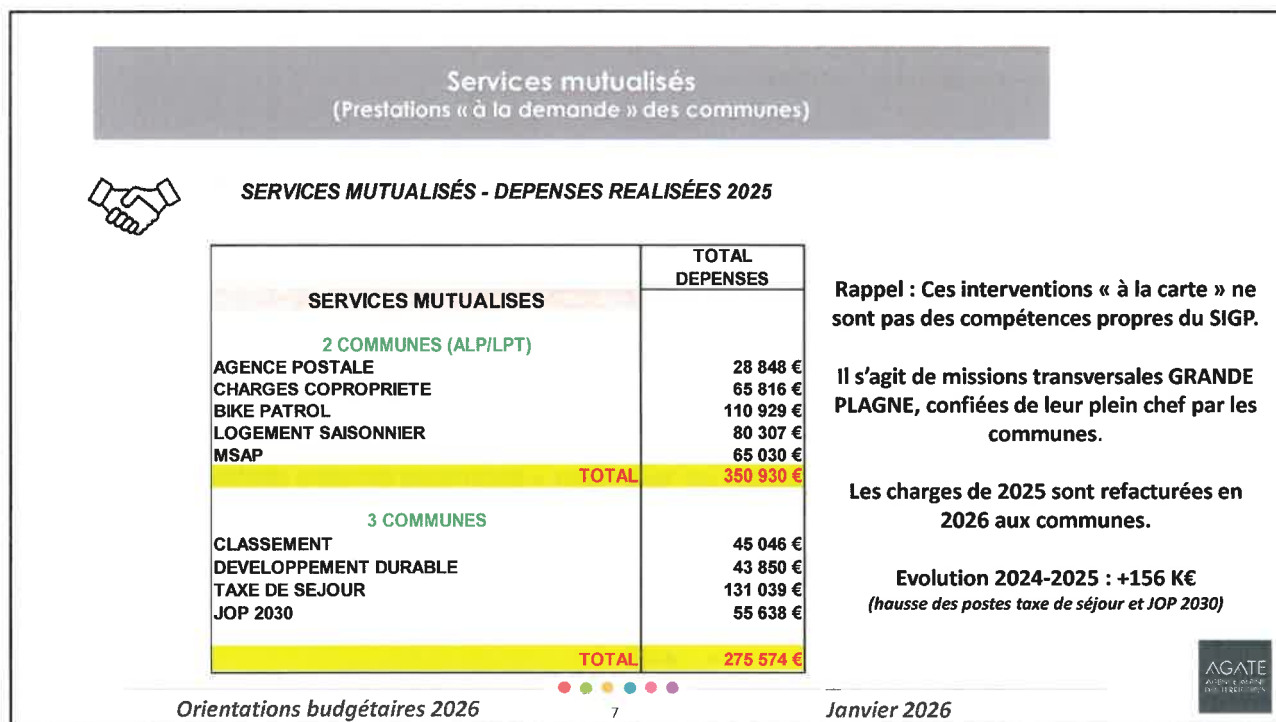 Services mutualisés
(Prestations « à la demande » des communes)
SERVICES MUTUALISÉS - DEPENSES REALISÉES 2025
TOTAL
DEPENSES
SERVICES MUTUALISES
2 COMMUNES (ALP/LPT)
AGENCE POSTALE 28 848 €
CHARGES COPROPRIETE 65 816 €
BIKE PATROL 110 929 €
LOGEMENT SAISONNIER 80 307 €
MSAP 65 030 €
TOTAL 350 930 €
3 COMMUNES
CLASSEMENT 45 046 €
DEVELOPPEMENT DURABLE 43 850 €
TAXE DE SEJOUR 131 039 €
JOP 2030 55 638 €
TOTAL 275 574 €
Rappel : Ces interventions « à la carte » ne
sont pas des compétences propres du SIGP.
Il s'agit de missions transversales GRANDE
PLAGNE, confiées de leur plein chef par les
communes.
Les charges de 2025 sont refacturées en
2026 aux communes.
Evolution 2024-2025 : +156 K€
(hausse des postes taxe de séjour et JOP 2030)
AGATE
AGENCE ALPINE
DES TERRITOIRES
Orientations budgétaires 2026
7
Janvier 2026